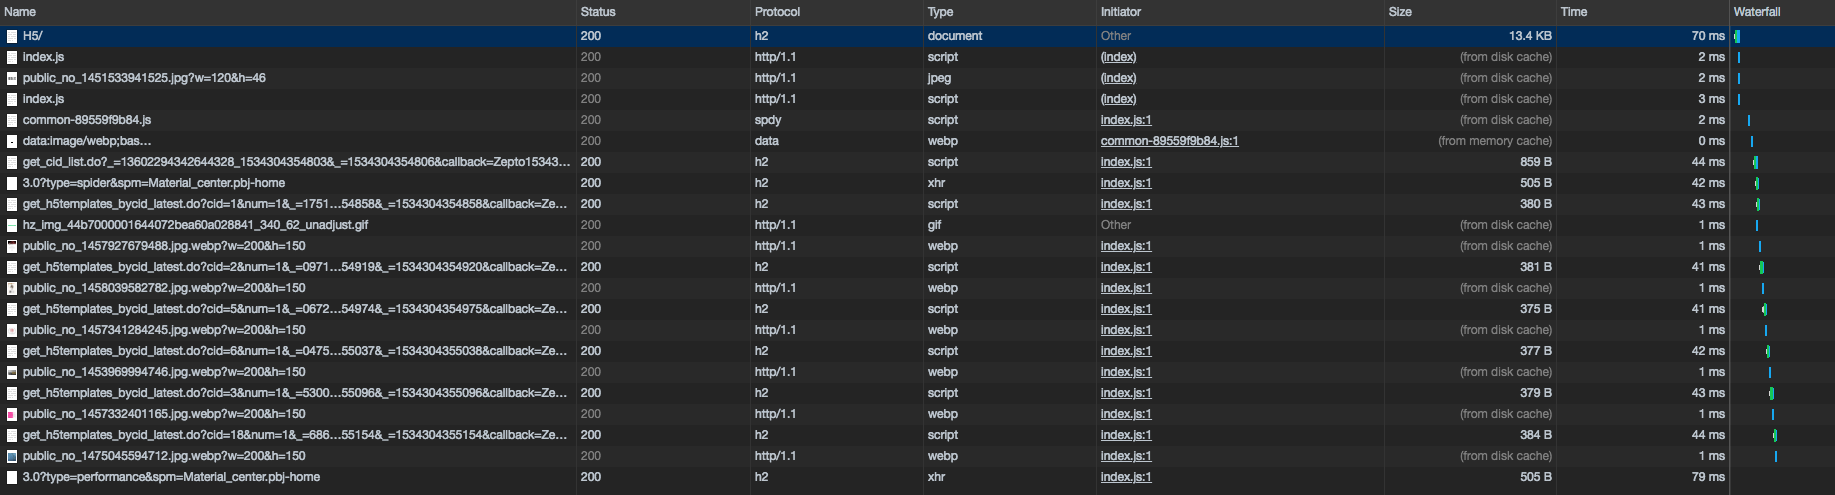 Name Status Protocol Type Initiator Size Time Waterfall
H5/ 200 h2 document Other 13.4 KB 70 ms
index.js 200 http/1.1 script (index) (from disk cache) 2 ms
public_no_1451533941525.jpg?w=120&h=46 200 http/1.1 jpeg (index) (from disk cache) 2 ms
index.js 200 http/1.1 script (index) (from disk cache) 3 ms
common-89559f9b84.js 200 spdy script index.js:1 (from disk cache) 2 ms
data:image/webp;bas... 200 data webp common-89559f9b84.js:1 (from memory cache) 0 ms
get_cid_list.do?_=13602294342644328_1534304354803&_=1534304354806&callback=Zepto15343... 200 h2 script index.js:1 859 B 44 ms
3.0?type=spider&spm=Material_center.pbj-home 200 h2 xhr index.js:1 505 B 42 ms
get_h5templates_bycid_latest.do?cid=1&num=1&_=1751...54858&_=1534304354858&callback=Ze... 200 h2 script index.js:1 380 B 43 ms
hz_img_44b7000001644072bea60a028841_340_62_unadjust.gif 200 http/1.1 gif Other (from disk cache) 1 ms
public_no_1457927679488.jpg.webp?w=200&h=150 200 http/1.1 webp index.js:1 (from disk cache) 1 ms
get_h5templates_bycid_latest.do?cid=2&num=1&_=0971...54919&_=1534304354920&callback=Ze... 200 h2 script index.js:1 381 B 41 ms
public_no_1458039582782.jpg.webp?w=200&h=150 200 http/1.1 webp index.js:1 (from disk cache) 1 ms
get_h5templates_bycid_latest.do?cid=5&num=1&_=0672...54974&_=1534304354975&callback=Ze... 200 h2 script index.js:1 375 B 41 ms
public_no_1457341284245.jpg.webp?w=200&h=150 200 http/1.1 webp index.js:1 (from disk cache) 1 ms
get_h5templates_bycid_latest.do?cid=6&num=1&_=0475...55037&_=1534304355038&callback=Ze... 200 h2 script index.js:1 377 B 42 ms
public_no_1453969994746.jpg.webp?w=200&h=150 200 http/1.1 webp index.js:1 (from disk cache) 1 ms
get_h5templates_bycid_latest.do?cid=3&num=1&_=5300...55096&_=1534304355096&callback=Ze... 200 h2 script index.js:1 379 B 43 ms
public_no_1457332401165.jpg.webp?w=200&h=150 200 http/1.1 webp index.js:1 (from disk cache) 1 ms
get_h5templates_bycid_latest.do?cid=18&num=1&_=686...55154&_=1534304355154&callback=Ze... 200 h2 script index.js:1 384 B 44 ms
public_no_1475045594712.jpg.webp?w=200&h=150 200 http/1.1 webp index.js:1 (from disk cache) 1 ms
3.0?type=performance&spm=Material_center.pbj-home 200 h2 xhr index.js:1 505 B 79 ms